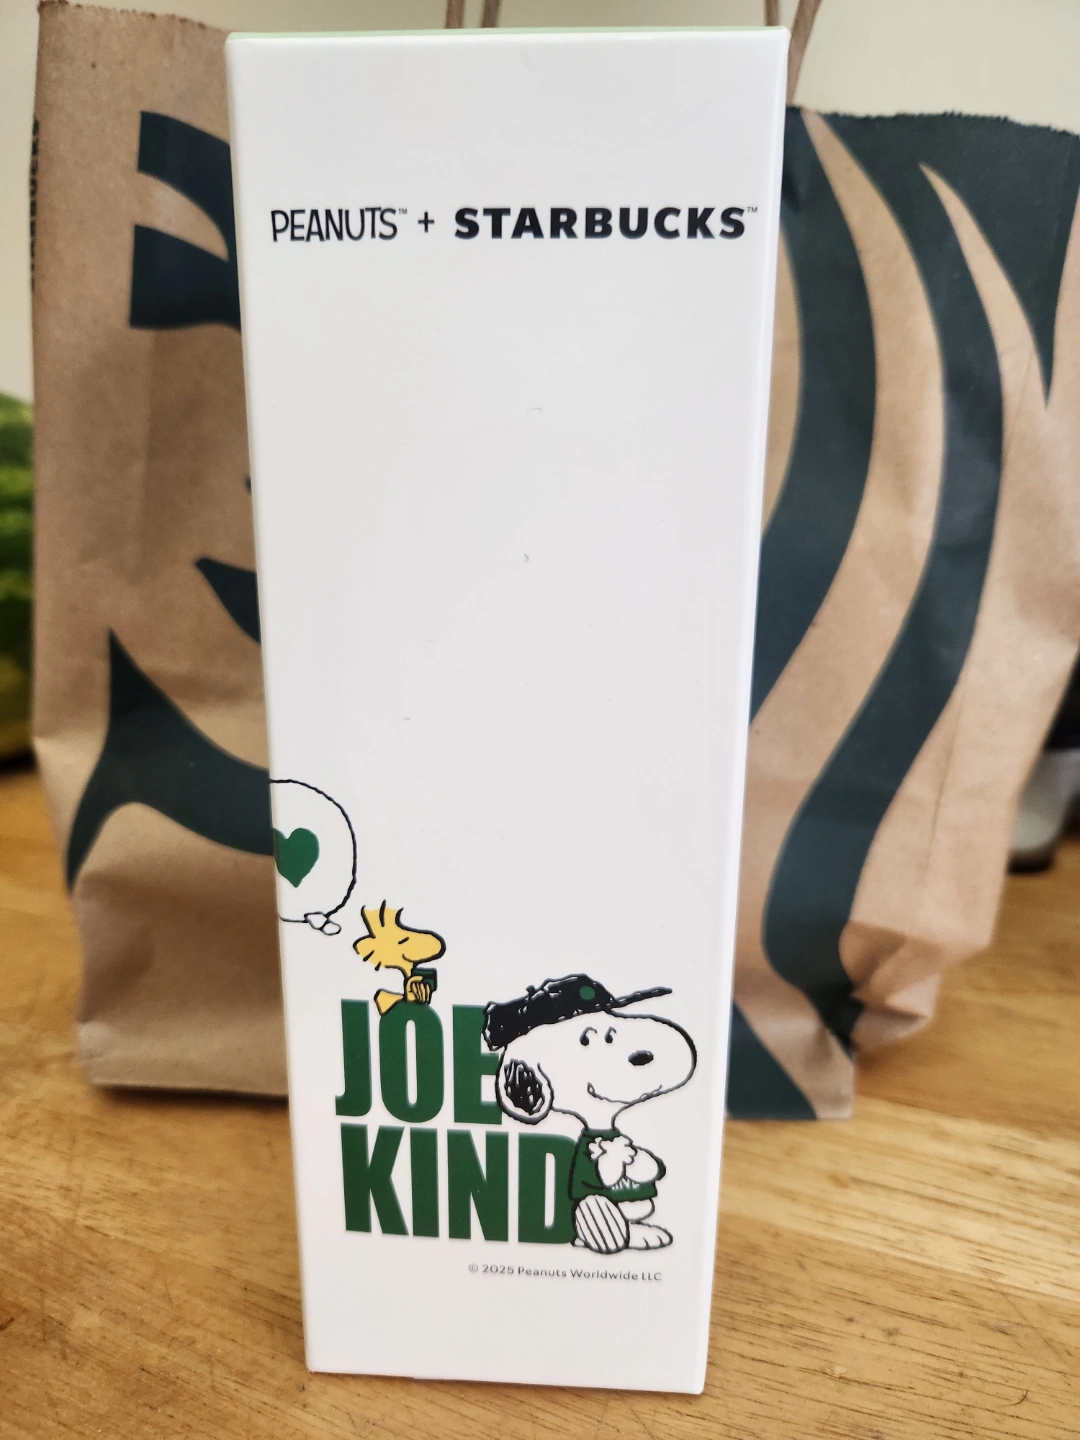 PEANUTS™ + STARBUCKS™
JOE
KIND
© 2025 Peanuts Worldwide LLC